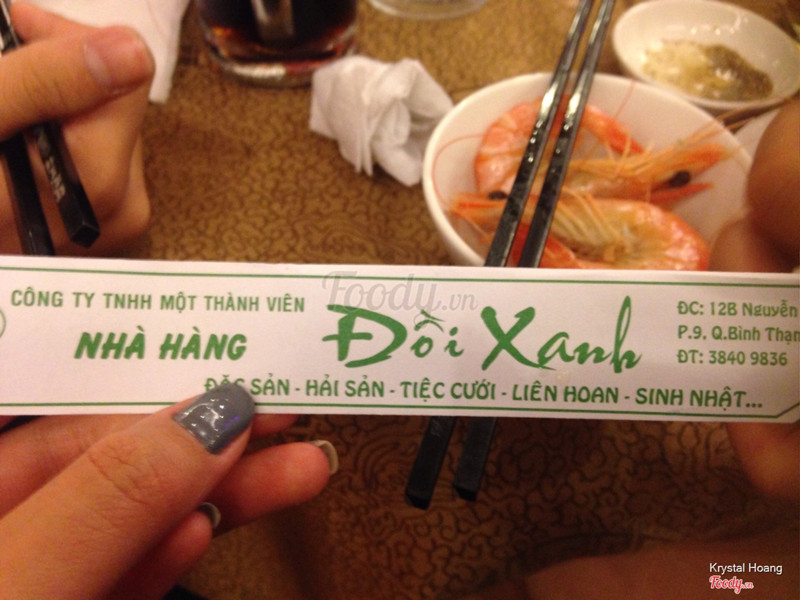 CÔNG TY TNHH MỘT THÀNH VIÊN
NHÀ HÀNG
Đồi Xanh
ĐẶC SẢN - HẢI SẢN - TIỆC CƯỚI - LIÊN HOAN - SINH NHẬT...
ĐC: 12B Nguyễn
P.9, Q.Bình Thạn
ĐT: 3840 9836
Foody.vn
Krystal Hoang
Foody.vn